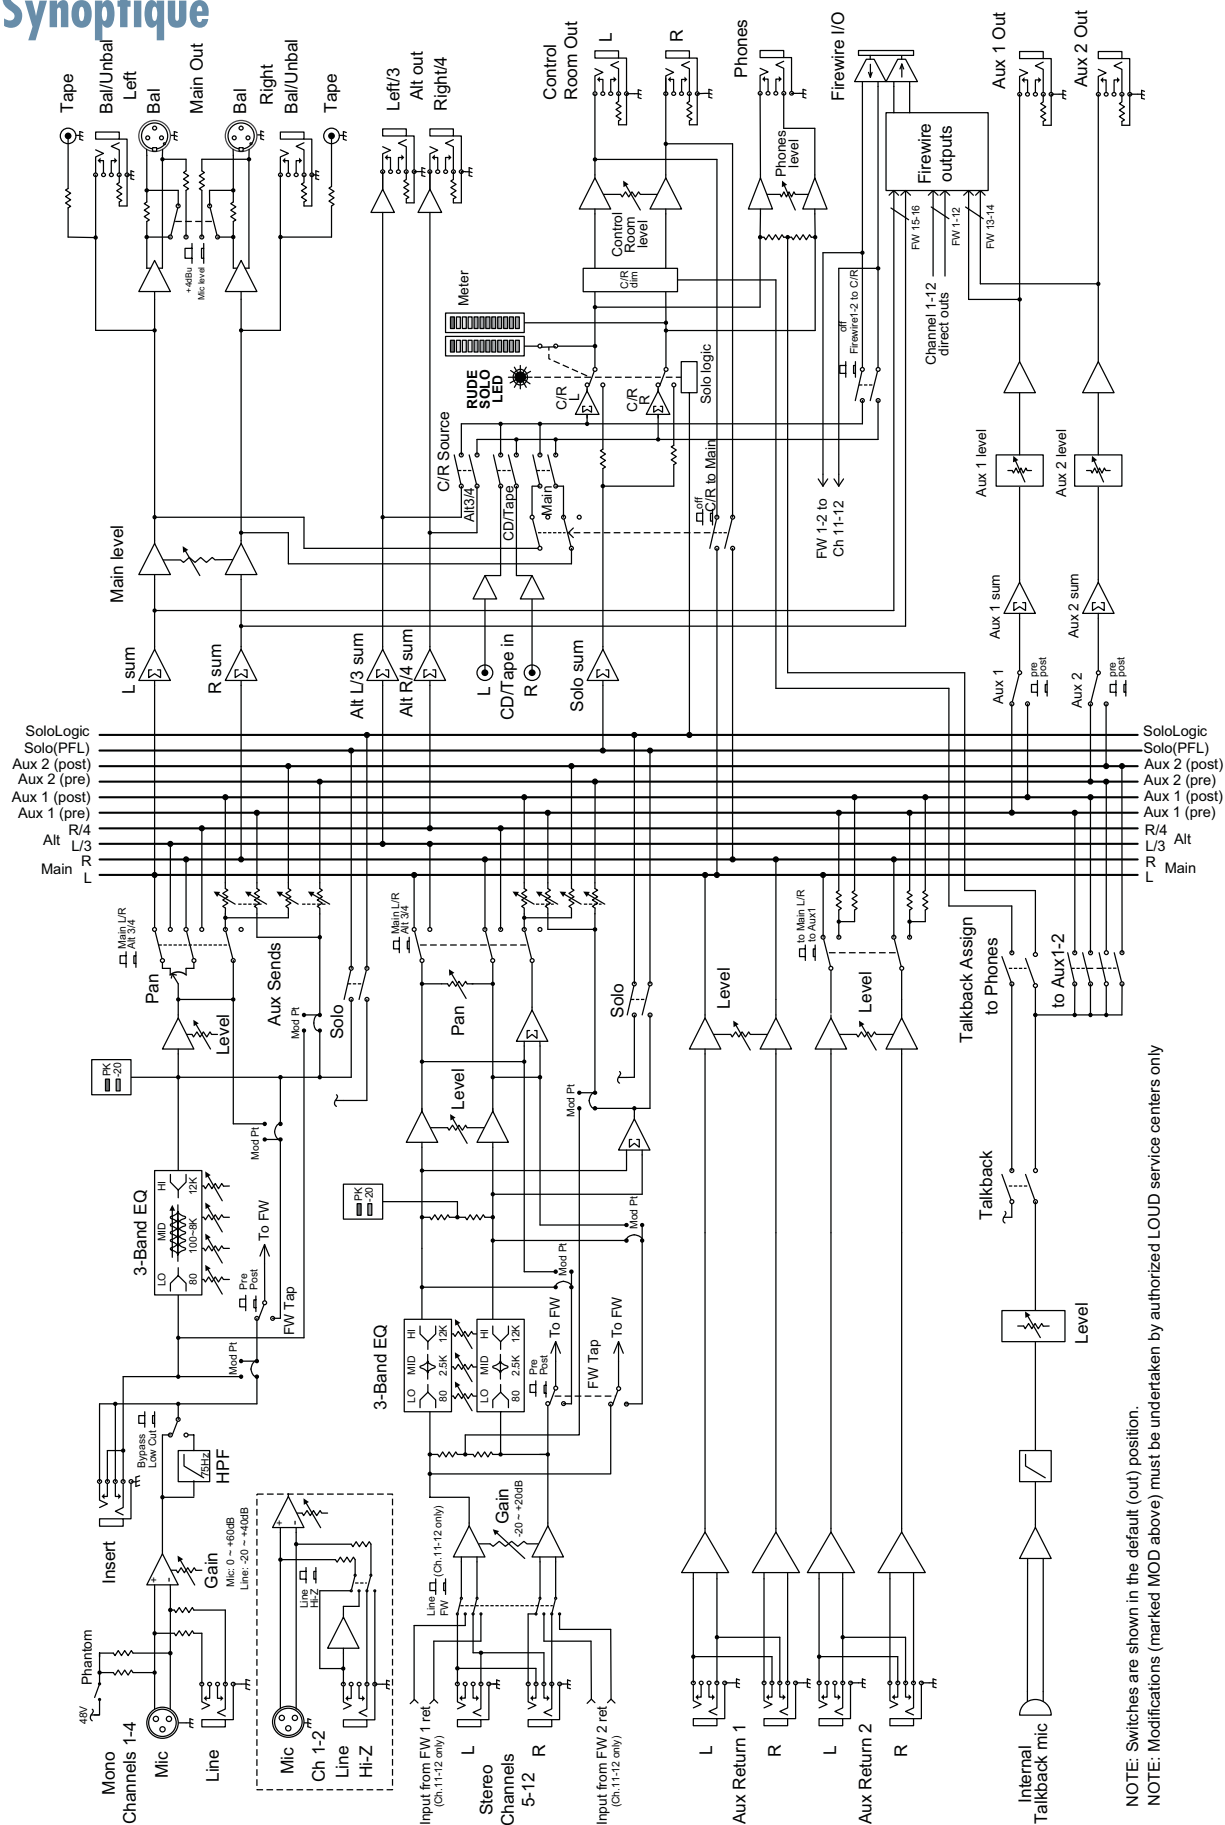 Synoptique
Tape
Bal/Unbal
Left
Bal
Main Out
Bal
Right
Bal/Unbal
Tape
Left/3
Alt out
Right/4
Control
Room Out
L
R
Phones
Firewire I/O
Aux 1 Out
Aux 2 Out
+4dBu
Mic level
Meter
Control
Room
level
Phones
level
C/R
dim
Firewire
outputs
FW 15-16
FW 1-12
FW 13-14
Channel 1-12
direct outs
RUDE
SOLO
LED
C/R
L
C/R
R
Solo logic
off
Firewire1-2 to C/R
C/R Source
Alt3/4
CD/Tape
Main
off
C/R to Main
FW 1-2 to
Ch 11-12
Aux 1 level
Aux 2 level
Main level
L sum
R sum
Alt L/3 sum
Alt R/4 sum
L
CD/Tape in
R
Solo sum
Aux 1 sum
Aux 2 sum
Aux 1
pre
post
Aux 2
pre
post
SoloLogic
Solo(PFL)
Aux 2 (post)
Aux 2 (pre)
Aux 1 (post)
Aux 1 (pre)
R/4
Alt
L/3
R
Main
L
SoloLogic
Solo(PFL)
Aux 2 (post)
Aux 2 (pre)
Aux 1 (post)
Aux 1 (pre)
R/4
L/3 Alt
R
Main
L
Main L/R
Alt 3/4
Pan
Level
Aux Sends
Mod Pt
Solo
PK
-20
Mod Pt
3-Band EQ
LO
MID
HI
80
100~8K
12K
To FW
Pre
Post
FW Tap
Mod Pt
Bypass
Low Cut
75Hz
HPF
Insert
Gain
Mic: 0 ~ +60dB
Line: -20 ~ +40dB
Phantom
48V
Mono
Channels 1-4
Mic
Line
Mic
Ch 1-2
Line
Hi-Z
Line
Hi-Z
Main L/R
Alt 3/4
Pan
Solo
Level
Mod Pt
PK
-20
Mod Pt
Mod Pt
3-Band EQ
LO
MID
HI
80
2.5K
12K
LO
MID
HI
80
2.5K
12K
Pre
Post
To FW
FW Tap
To FW
Gain
-20 ~ +20dB
Line
FW
(Ch.11-12 only)
Input from FW 1 ret
(Ch.11-12 only)
L
Stereo
Channels
5-12
R
Input from FW 2 ret
(Ch.11-12 only)
Level
to Main L/R
to Aux1
Level
L
Aux Return 1
R
L
Aux Return 2
R
Talkback Assign
to Phones
to Aux1-2
Talkback
Level
Internal
Talkback mic
NOTE: Switches are shown in the default (out) position.
NOTE: Modifications (marked MOD above) must be undertaken by authorized LOUD service centers only